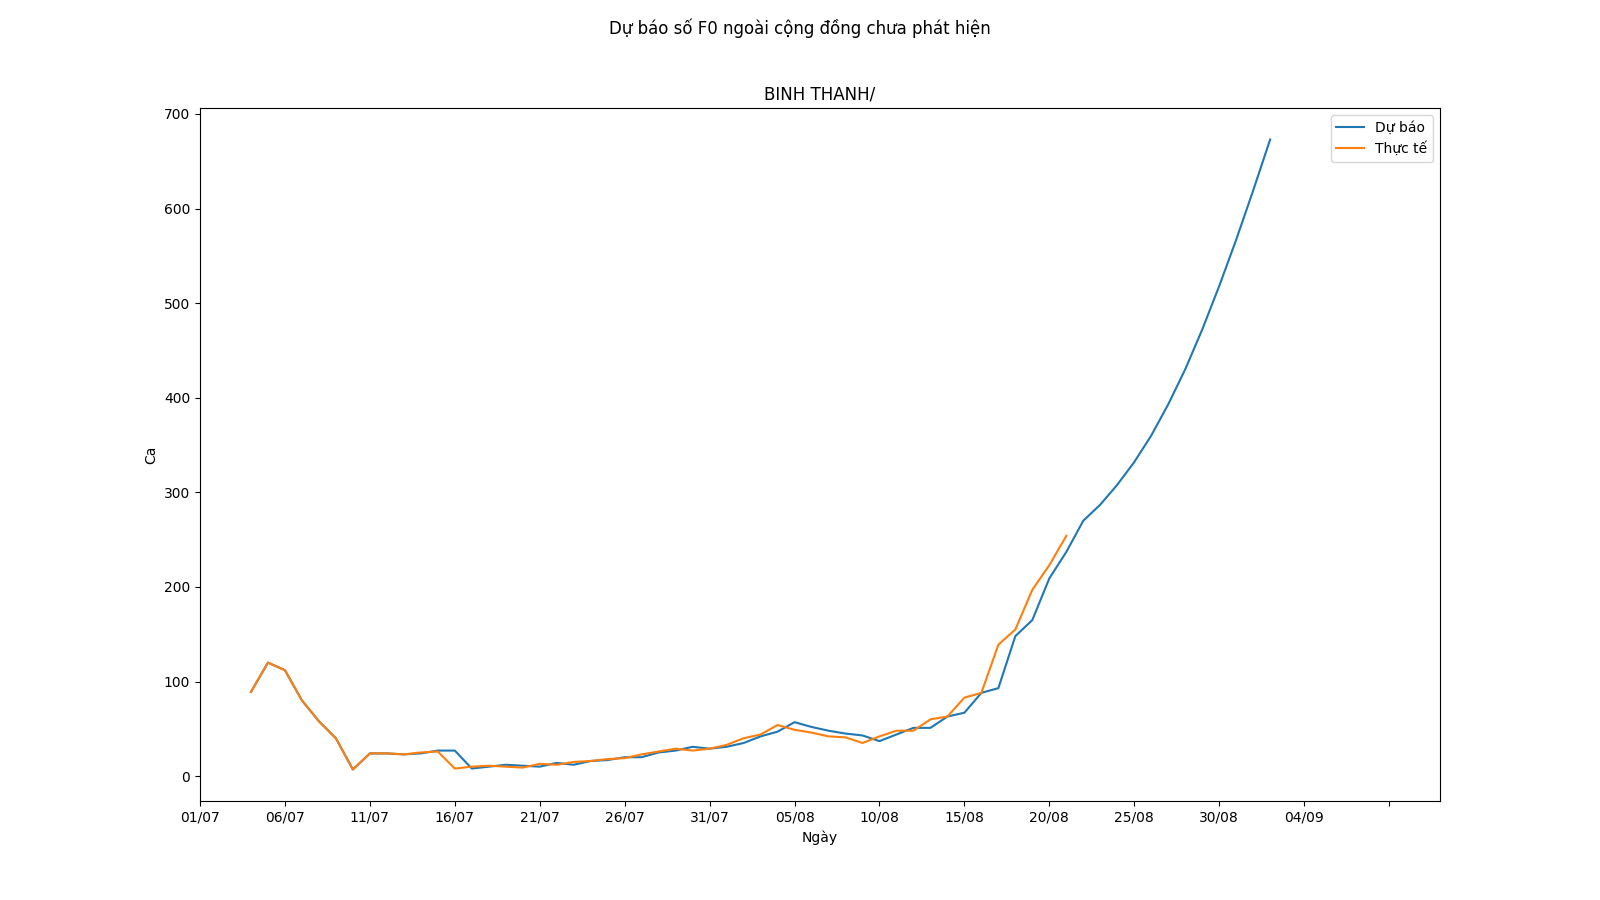 Dự báo số F0 ngoài cộng đồng chưa phát hiện
BINH THANH/
Dự báo
Thực tế
700
600
500
400
300
200
100
0
Ca
01/07 06/07 11/07 16/07 21/07 26/07 31/07 05/08 10/08 15/08 20/08 25/08 30/08 04/09
Ngày